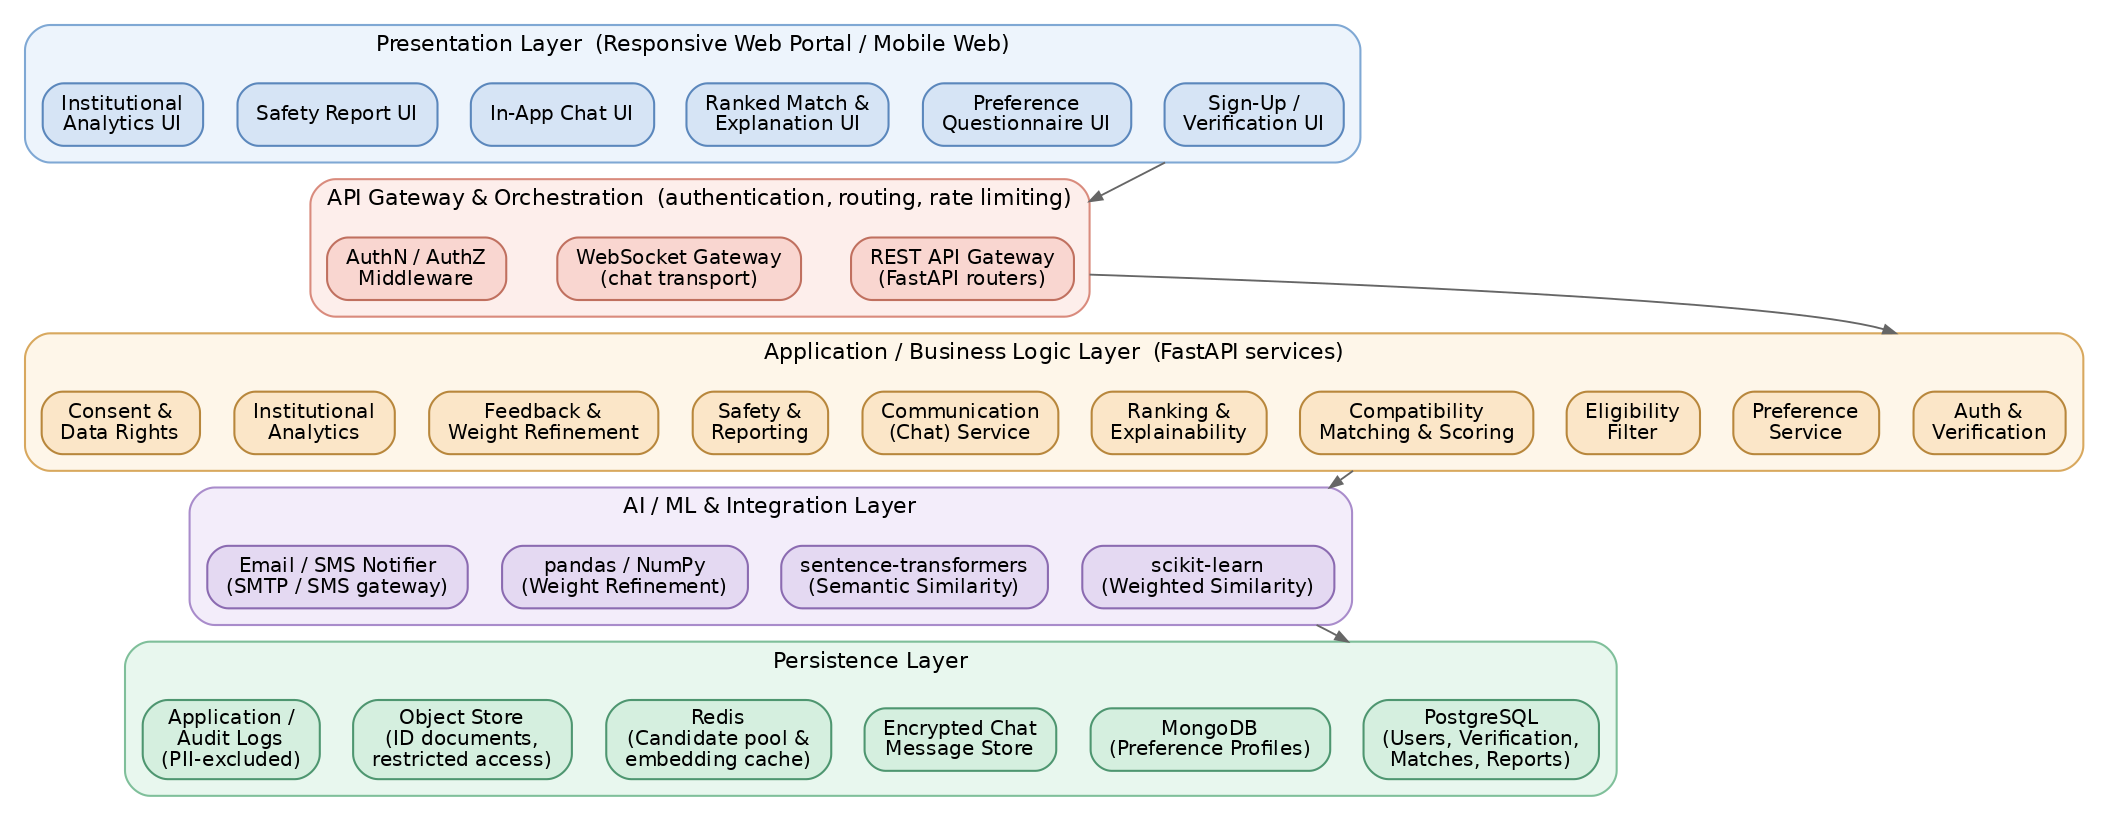 Presentation Layer  (Responsive Web Portal / Mobile Web)
Institutional
Analytics UI
Safety Report UI
In-App Chat UI
Ranked Match &
Explanation UI
Preference
Questionnaire UI
Sign-Up /
Verification UI
API Gateway & Orchestration  (authentication, routing, rate limiting)
AuthN / AuthZ
Middleware
WebSocket Gateway
(chat transport)
REST API Gateway
(FastAPI routers)
Application / Business Logic Layer  (FastAPI services)
Consent &
Data Rights
Institutional
Analytics
Feedback &
Weight Refinement
Safety &
Reporting
Communication
(Chat) Service
Ranking &
Explainability
Compatibility
Matching & Scoring
Eligibility
Filter
Preference
Service
Auth &
Verification
AI / ML & Integration Layer
Email / SMS Notifier
(SMTP / SMS gateway)
pandas / NumPy
(Weight Refinement)
sentence-transformers
(Semantic Similarity)
scikit-learn
(Weighted Similarity)
Persistence Layer
Application /
Audit Logs
(PII-excluded)
Object Store
(ID documents,
restricted access)
Redis
(Candidate pool &
embedding cache)
Encrypted Chat
Message Store
MongoDB
(Preference Profiles)
PostgreSQL
(Users, Verification,
Matches, Reports)